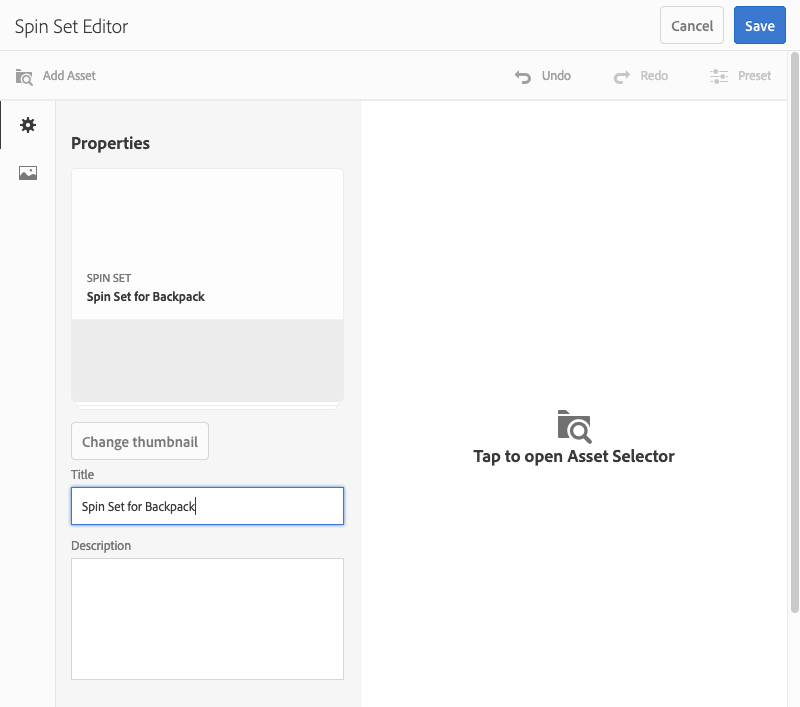 Spin Set Editor
Cancel
Save
Add Asset
Undo
Redo
Preset
Properties
SPIN SET
Spin Set for Backpack
Change thumbnail
Title
Spin Set for Backpack
Description
Tap to open Asset Selector